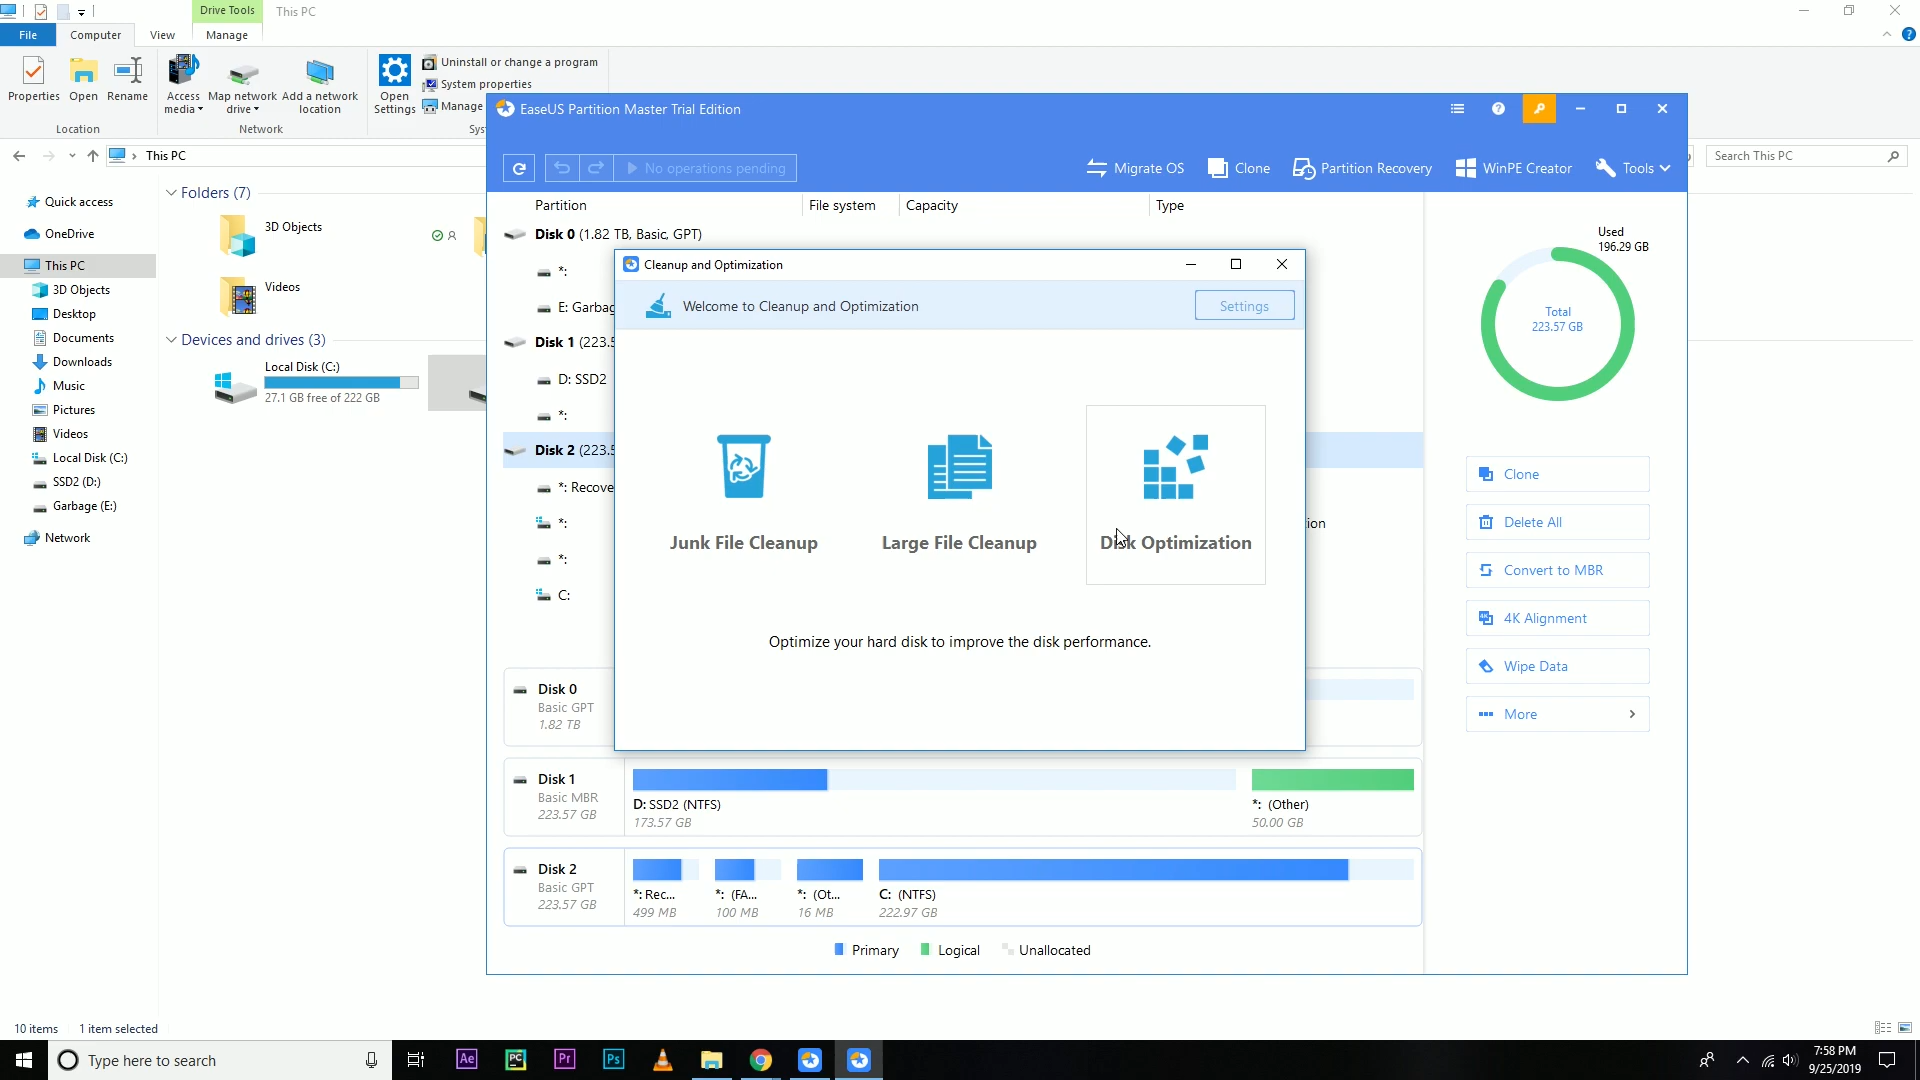 Drive Tools
This PC
File
Computer
View
Manage
Properties
Open
Rename
Access media
Map network drive
Add a network location
Open Settings
Uninstall or change a program
System properties
Manage
Location
Network
Sys
This PC
Search This PC
Quick access
OneDrive
This PC
3D Objects
Desktop
Documents
Downloads
Music
Pictures
Videos
Local Disk (C:)
SSD2 (D:)
Garbage (E:)
Network
Folders (7)
3D Objects
Videos
Devices and drives (3)
Local Disk (C:)
27.1 GB free of 222 GB
EaseUS Partition Master Trial Edition
No operations pending
Migrate OS
Clone
Partition Recovery
WinPE Creator
Tools
Partition
File system
Capacity
Type
Disk 0 (1.82 TB, Basic, GPT)
*:
E: Garbag
Disk 1 (223.5
D: SSD2
*:
Disk 2 (223.5
*: Recove
*:
ion
*:
C:
Cleanup and Optimization
Welcome to Cleanup and Optimization
Settings
Junk File Cleanup
Large File Cleanup
Disk Optimization
Optimize your hard disk to improve the disk performance.
Used
196.29 GB
Total
223.57 GB
Clone
Delete All
Convert to MBR
4K Alignment
Wipe Data
More
Disk 0
Basic GPT
1.82 TB
Disk 1
Basic MBR
223.57 GB
D: SSD2 (NTFS)
173.57 GB
*: (Other)
50.00 GB
Disk 2
Basic GPT
223.57 GB
*: Rec...
499 MB
*: (FA...
100 MB
*: (Ot...
16 MB
C: (NTFS)
222.97 GB
Primary
Logical
Unallocated
10 items
1 item selected
Type here to search
Ae
PC
Pr
Ps
7:58 PM
9/25/2019